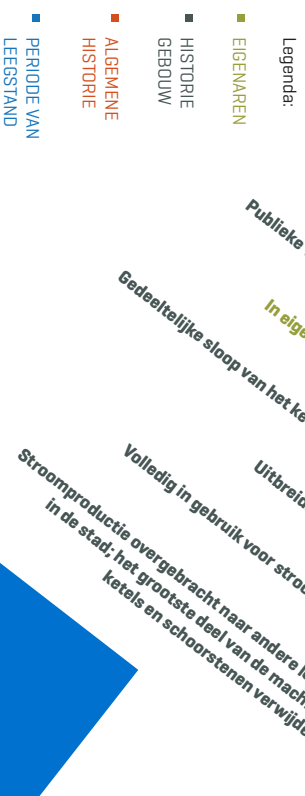 Legenda:
EIGENAREN
HISTORIE
GEBOUW
ALGEMENE
HISTORIE
PERIODE VAN
LEEGSTAND
Publieke
In eige
Gedeeltelijke sloop van het ke
Uitbreid
Volledig in gebruik voor stroo
Stroomproductie overgebracht naar andere l
in de stad; het grootste deel van de mach
ketels en schoorstenen verwijde